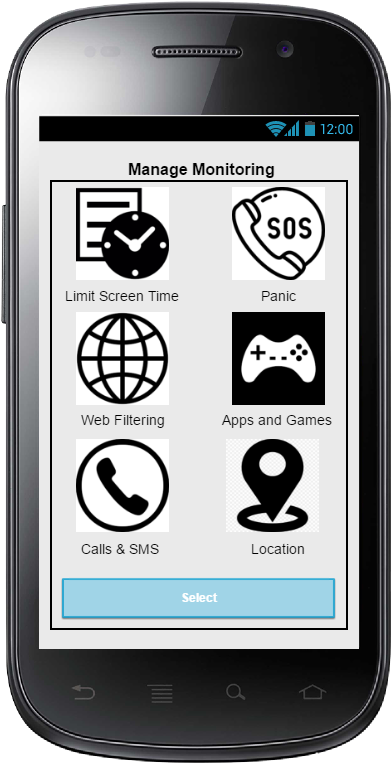 12:00
Manage Monitoring
SOS
Limit Screen Time
Panic
Web Filtering
Apps and Games
Calls & SMS
Location
Select